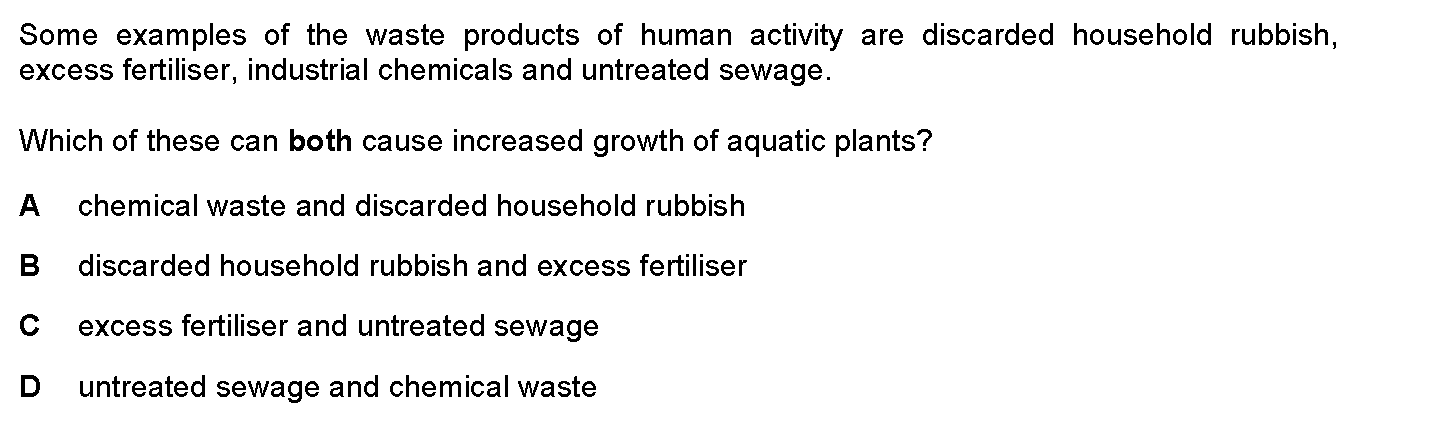 Some examples of the waste products of human activity are discarded household rubbish,
excess fertiliser, industrial chemicals and untreated sewage.
Which of these can both cause increased growth of aquatic plants?
A chemical waste and discarded household rubbish
B discarded household rubbish and excess fertiliser
C excess fertiliser and untreated sewage
D untreated sewage and chemical waste